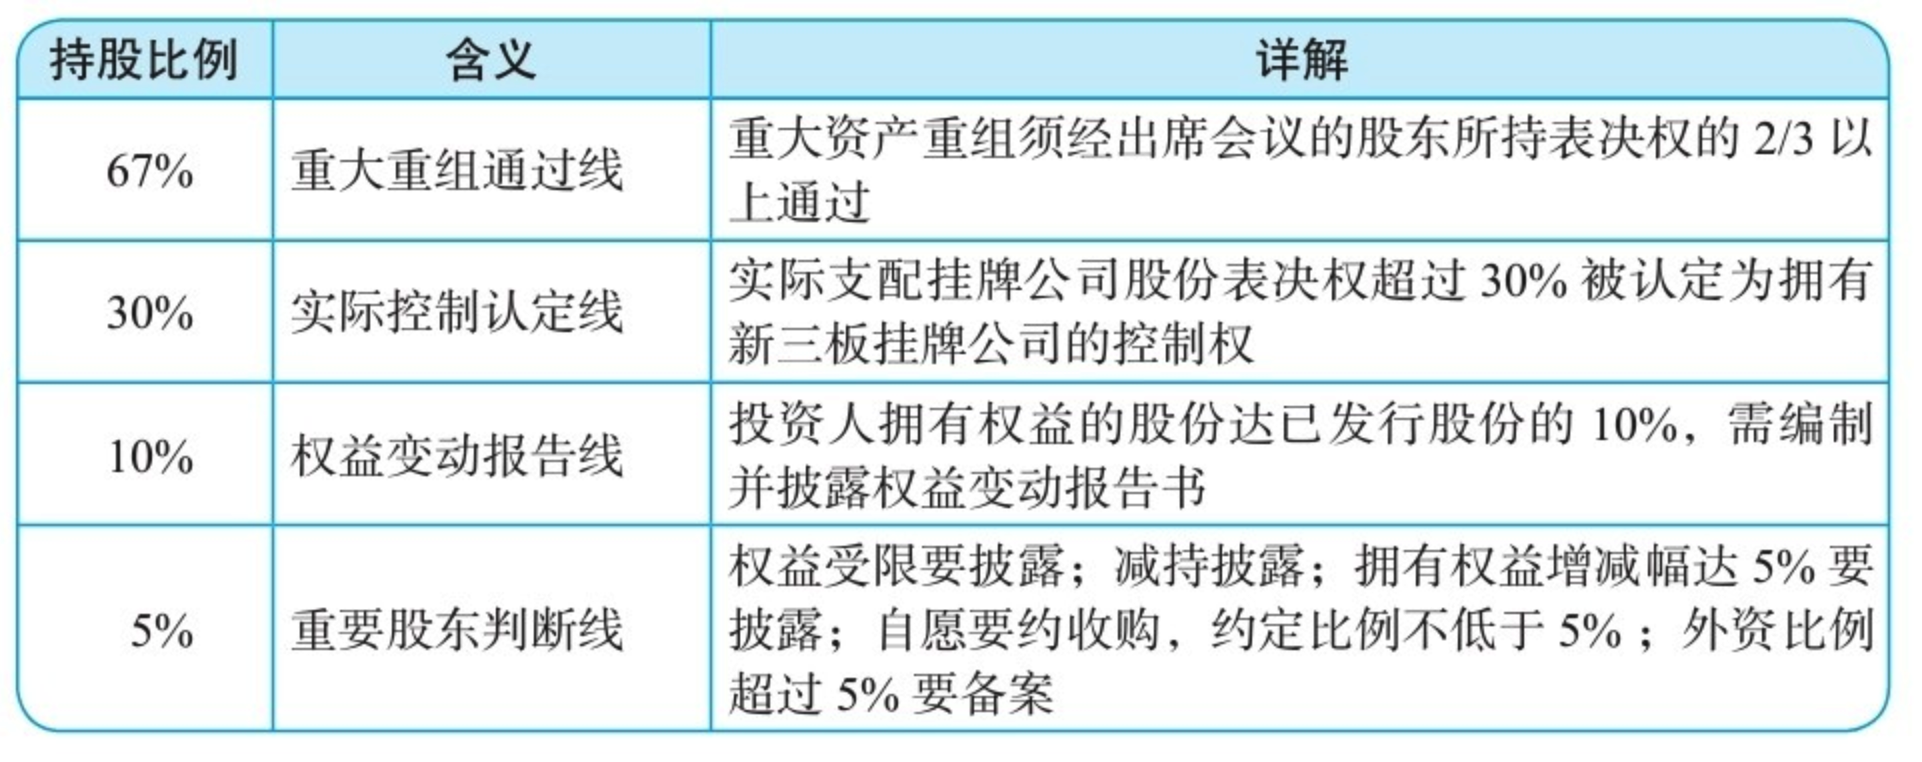 持股比例 含义 详解
67% 重大重组通过线 重大资产重组须经出席会议的股东所持表决权的 2/3 以
上通过
30% 实际控制认定线 实际支配挂牌公司股份表决权超过 30% 被认定为拥有
新三板挂牌公司的控制权
10% 权益变动报告线 投资人拥有权益的股份达已发行股份的 10%，需编制
并披露权益变动报告书
5% 重要股东判断线 权益受限要披露；减持披露；拥有权益增减幅达 5% 要
披露；自愿要约收购，约定比例不低于 5%；外资比例
超过 5% 要备案